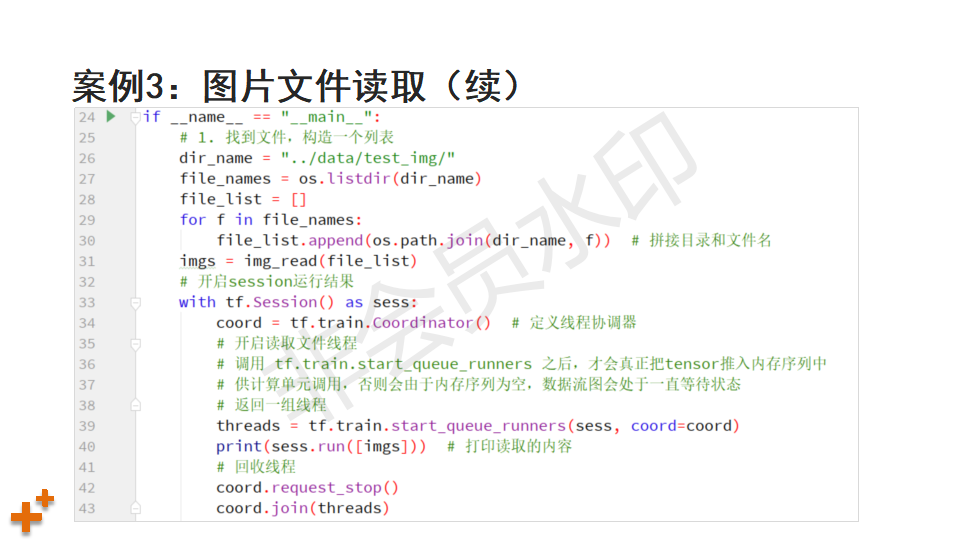 案例3：图片文件读取（续）
24 if __name__ == "__main__":
25 # 1. 找到文件，构造一个列表
26 dir_name = "../data/test_img/"
27 file_names = os.listdir(dir_name)
28 file_list = []
29 for f in file_names:
30 file_list.append(os.path.join(dir_name, f)) # 拼接目录和文件名
31 imgs = img_read(file_list)
32 # 开启session运行结果
33 with tf.Session() as sess:
34 coord = tf.train.Coordinator() # 定义线程协调器
35 # 开启读取文件线程
36 # 调用 tf.train.start_queue_runners 之后，才会真正把tensor推入内存序列中
37 # 供计算单元调用，否则会由于内存序列为空，数据流图会处于一直等待状态
38 # 返回一组线程
39 threads = tf.train.start_queue_runners(sess, coord=coord)
40 print(sess.run([imgs])) # 打印读取的内容
41 # 回收线程
42 coord.request_stop()
43 coord.join(threads)
非会员水印